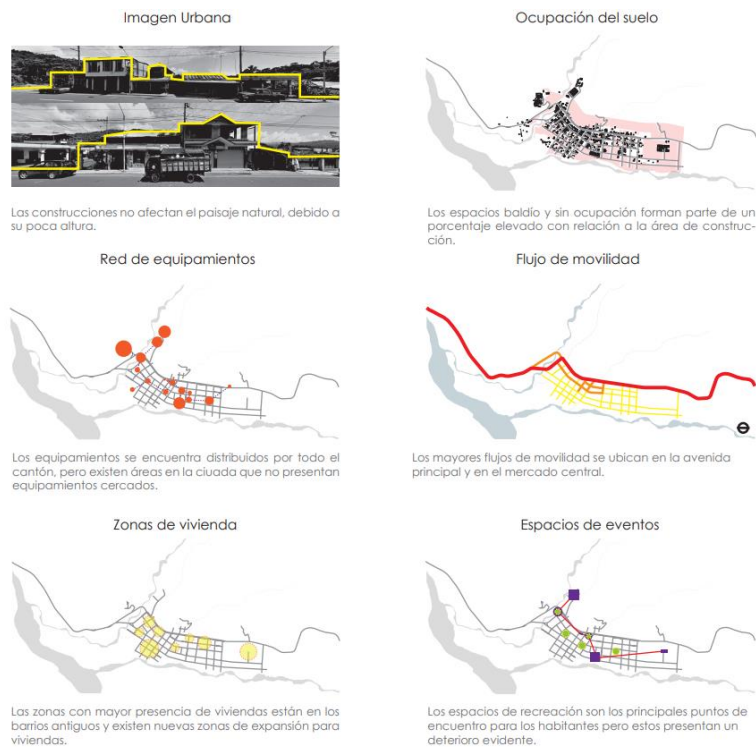 Imagen Urbana
Las construcciones no afectan el paisaje natural, debido a
su poca altura.
Ocupación del suelo
Los espacios baldío y sin ocupación forman parte de un
porcentaje elevado con relación a la área de construc-
ción.
Red de equipamientos
Los equipamientos se encuentra distribuidos por todo el
cantón, pero existen áreas en la ciuada que no presentan
equipamientos cercados.
Flujo de movilidad
Los mayores flujos de movilidad se ubican en la avenida
principal y en el mercado central.
Zonas de vivienda
Las zonas con mayor presencia de viviendas están en los
barrios antiguos y existen nuevas zonas de expansión para
viviendas.
Espacios de eventos
Los espacios de recreación son los principales puntos de
encuentro para los habitantes pero estos presentan un
deterioro evidente.